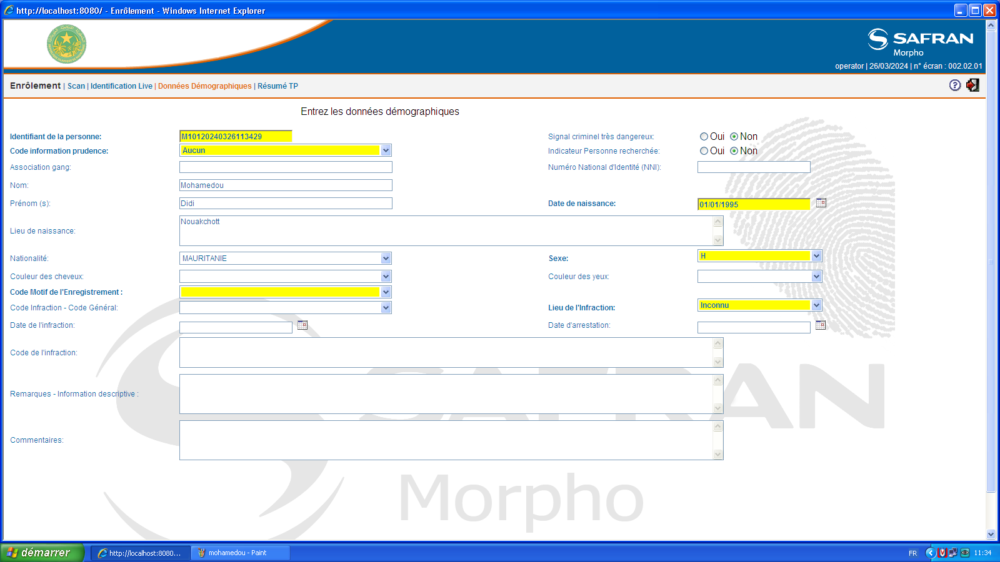 http://localhost:8080/ - Enrôlement - Windows Internet Explorer
SAFRAN
Morpho
operator | 26/03/2024 | n° écran : 002.02.01
Enrôlement | Scan | Identification Live | Données Démographiques | Résumé TP
Entrez les données démographiques
Identifiant de la personne: M10120240326113429 Signal criminel très dangereux: Oui Non
Code information prudence: Aucun Indicateur Personne recherchée: Oui Non
Association gang: Numéro National d'Identité (NNI):
Nom: Mohamedou
Prénom (s): Didi Date de naissance: 01/01/1995
Lieu de naissance: Nouakchott
Nationalité: MAURITANIE Sexe: H
Couleur des cheveux: Couleur des yeux:
Code Motif de l'Enregistrement :
Code Infraction - Code Général: Lieu de l'Infraction: Inconnu
Date de l'infraction: Date d'arrestation:
Code de l'infraction:
Remarques - Information descriptive :
Commentaires:
SAFRAN
Morpho
démarrer http://localhost:8080... mohamedou - Paint FR 11:34